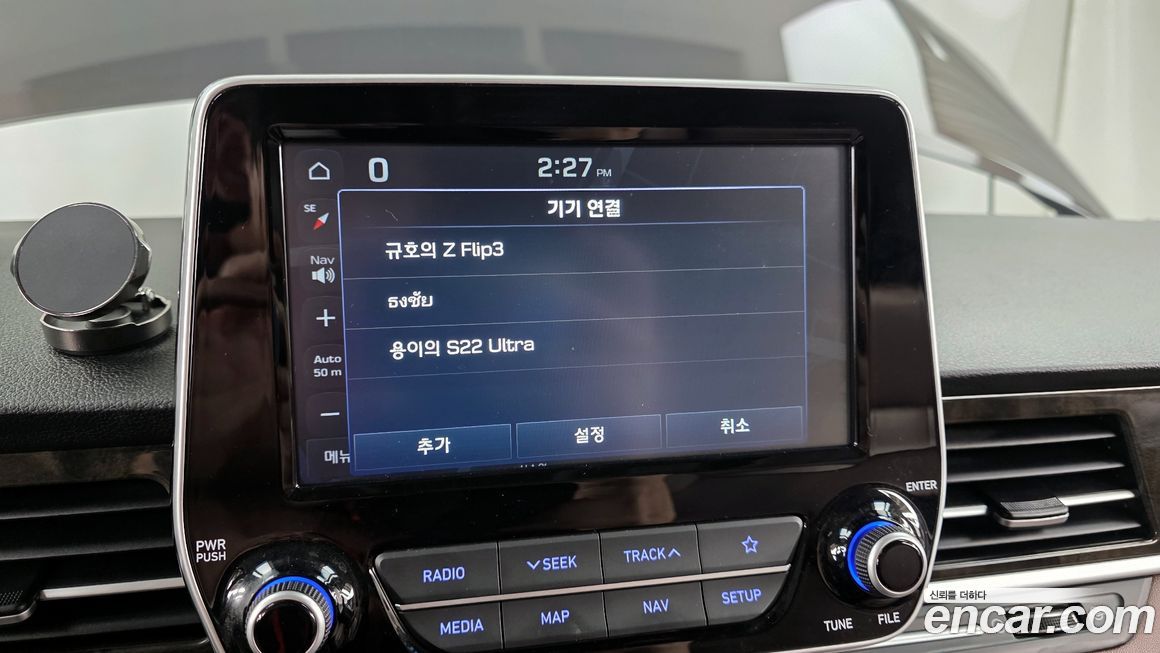 0
2:27 PM
SE
기기 연결
규호의 Z Flip3
Nav
ธงชัย
+
Auto
50 m
용이의 S22 Ultra
−
메뉴
추가
설정
취소
PWR
PUSH
ENTER
RADIO
SEEK
TRACK
MEDIA
MAP
NAV
SETUP
TUNE
FILE
신뢰를 더하다
encar.com